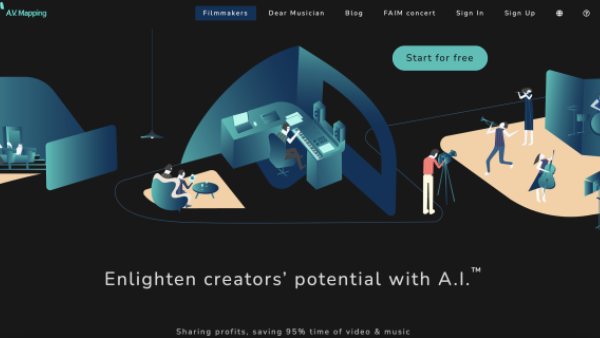 A.V. Mapping
Filmmakers Dear Musician Blog FAIM concert Sign In Sign Up
Start for free
Enlighten creators’ potential with A.I.™
Sharing profits, saving 95% time of video & music